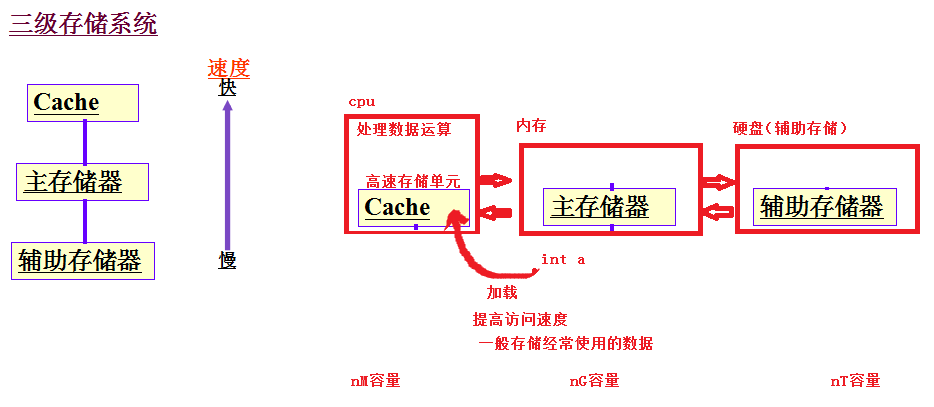 三级存储系统
速度
快
Cache
主存储器
辅助存储器
慢
cpu
处理数据运算
高速存储单元
Cache
内存
主存储器
硬盘(辅助存储)
辅助存储器
int a
加载
提高访问速度
一般存储经常使用的数据
nM容量
nG容量
nT容量